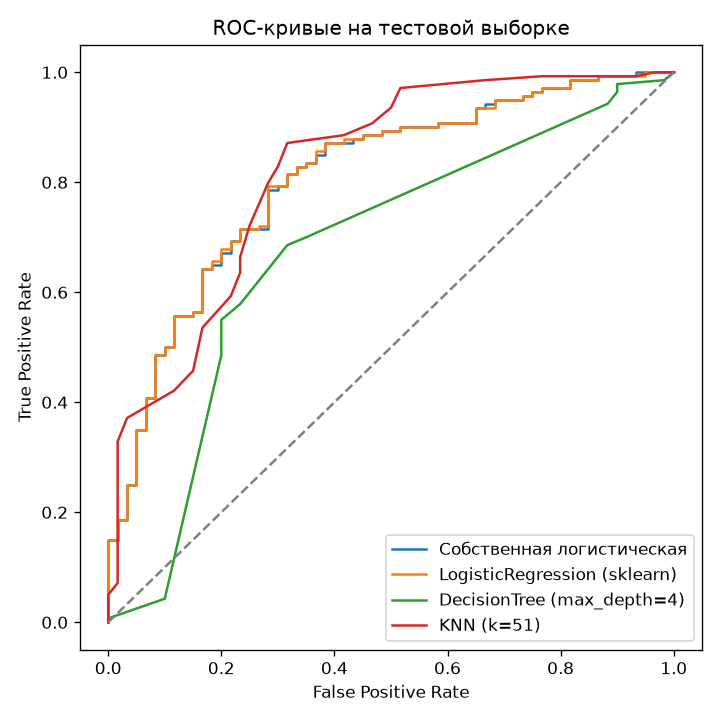 ROC-кривые на тестовой выборке
True Positive Rate
1.0
0.8
0.6
0.4
0.2
0.0
Собственная логистическая
LogisticRegression (sklearn)
DecisionTree (max_depth=4)
KNN (k=51)
0.0 0.2 0.4 0.6 0.8 1.0
False Positive Rate